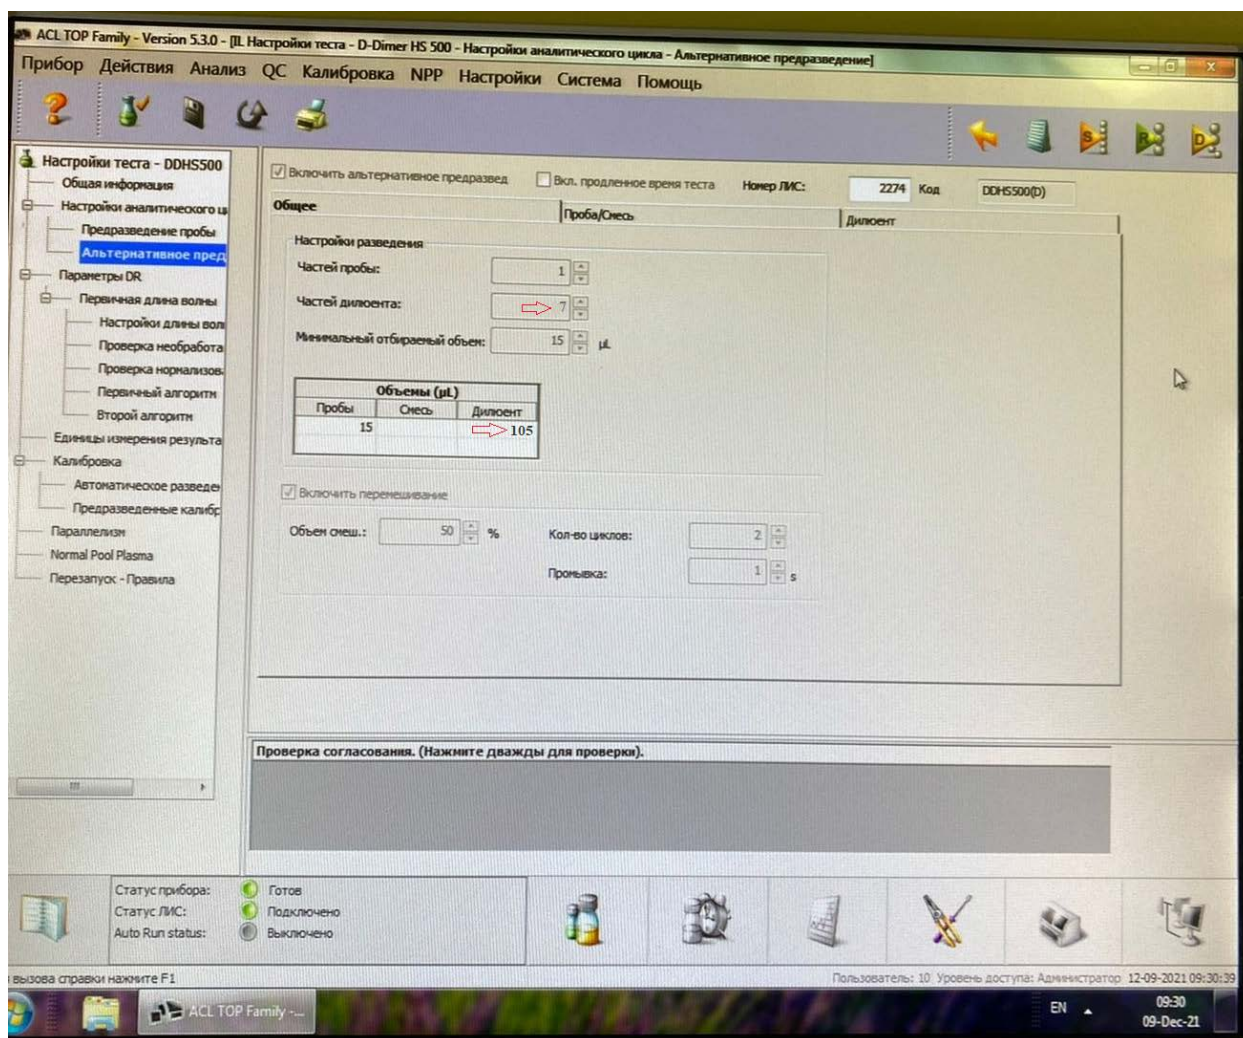 ACL TOP Family - Version 5.3.0 - [IL Настройки теста - D-Dimer HS 500 - Настройки аналитического цикла - Альтернативное предразведение]
Прибор Действия Анализ QC Калибровка NPP Настройки Система Помощь
Настройки теста - DDHS500
Общая информация
Настройки аналитического ц
Предразведение пробы
Альтернативное пред
Параметры DR
Первичная длина волны
Настройки длины вол
Проверка необработа
Проверка нормализов
Первичный алгоритм
Второй алгоритм
Единицы измерения результа
Калибровка
Автоматическое разведе
Предразведенные калибр
Параллелизм
Normal Pool Plasma
Перезапуск - Правила
Включить альтернативное предразвед
Вкл. продленное время теста
Номер ЛИС: 2274 Код DDHS500(D)
Общее Проба/Смесь Дилюент
Настройки разведения
Частей пробы: 1
Частей дилюента: 7
Минимальный отбираемый объем: 15 µL
Объемы (µL)
Пробы Смесь Дилюент
15 105
Включить перемешивание
Объем смеш.: 50 % Кол-во циклов: 2
Промывка: 1 s
Проверка согласования. (Нажмите дважды для проверки).
Статус прибора: Готов
Статус ЛИС: Подключено
Auto Run status: Выключено
вызова справки нажмите F1
Пользователь: 10 Уровень доступа: Администратор 12-09-2021 09:30:39
ACL TOP Family -...
EN
09:30
09-Dec-21